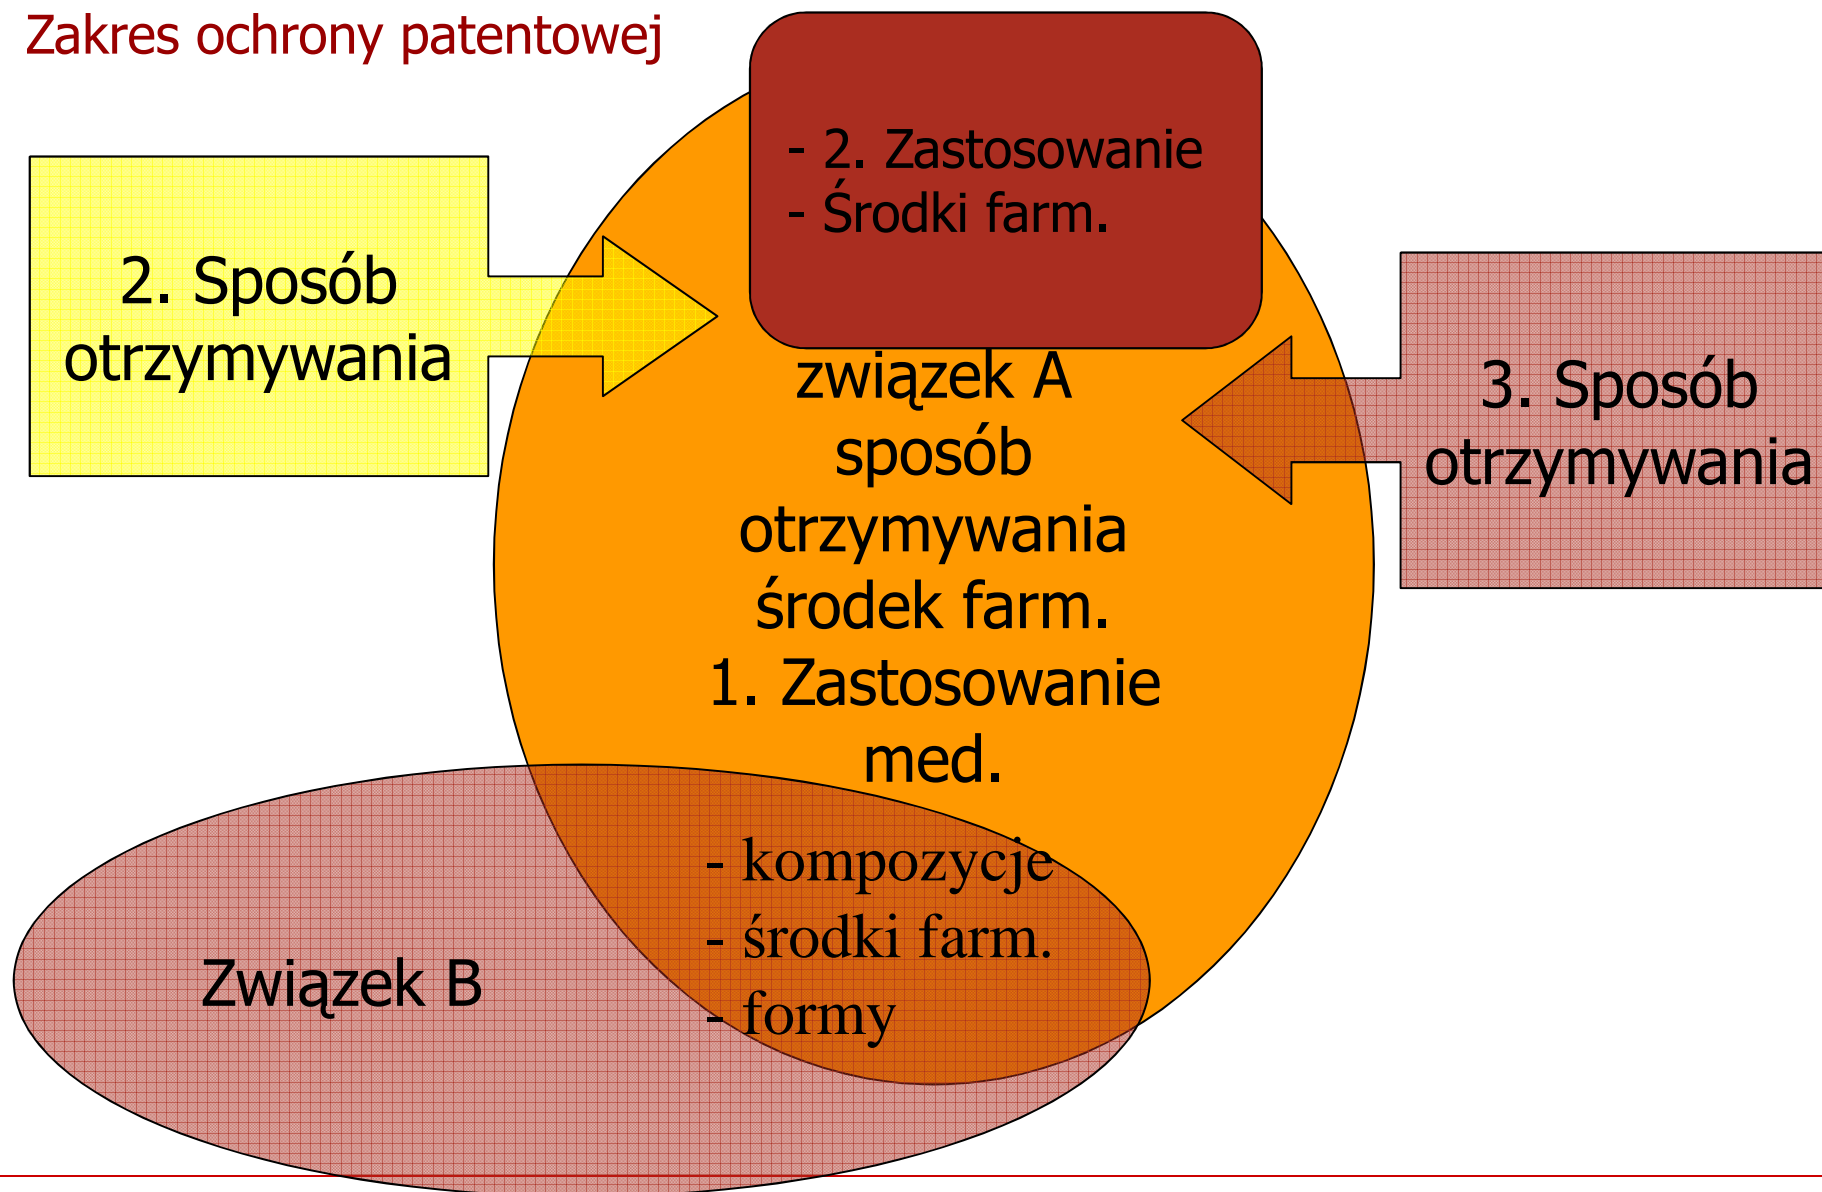 Zakres ochrony patentowej
- 2. Zastosowanie
- Środki farm.
2. Sposób
otrzymywania
3. Sposób
otrzymywania
związek A
sposób
otrzymywania
środek farm.
1. Zastosowanie
med.
- kompozycje
- środki farm.
- formy
Związek B